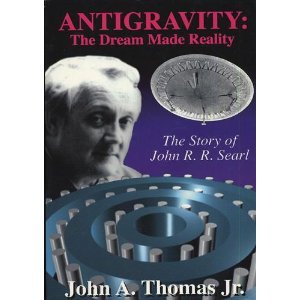 ANTIGRAVITY:
The Dream Made Reality
The Story of
John R. R. Searl
John A. Thomas Jr.